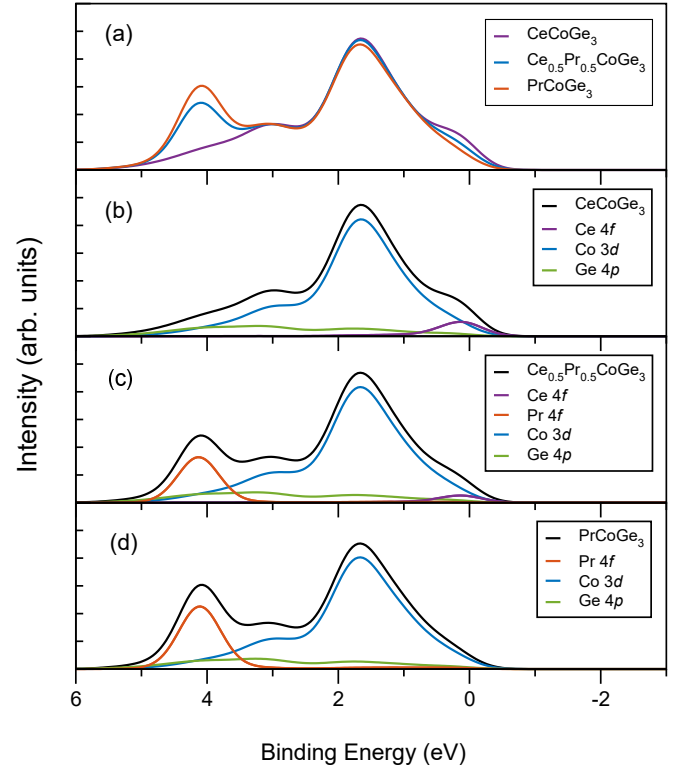 (a)
CeCoGe₃
Ce₀.₅Pr₀.₅CoGe₃
PrCoGe₃
(b)
CeCoGe₃
Ce 4f
Co 3d
Ge 4p
(c)
Ce₀.₅Pr₀.₅CoGe₃
Ce 4f
Pr 4f
Co 3d
Ge 4p
(d)
PrCoGe₃
Pr 4f
Co 3d
Ge 4p
Intensity (arb. units)
6 4 2 0 -2
Binding Energy (eV)